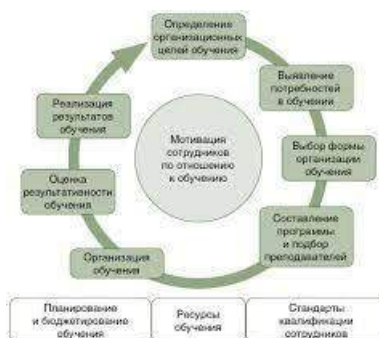 Определение
организационных
целей обучения
Выявление
потребностей
в обучении
Выбор формы
организации
обучения
Составление
программы
и подбор
преподавателей
Организация
обучения
Оценка
результативности
обучения
Реализация
результатов
обучения
Мотивация
сотрудников
по отношению
к обучению
Планирование
и бюджетирование
обучения
Ресурсы
обучения
Стандарты
квалификации
сотрудников